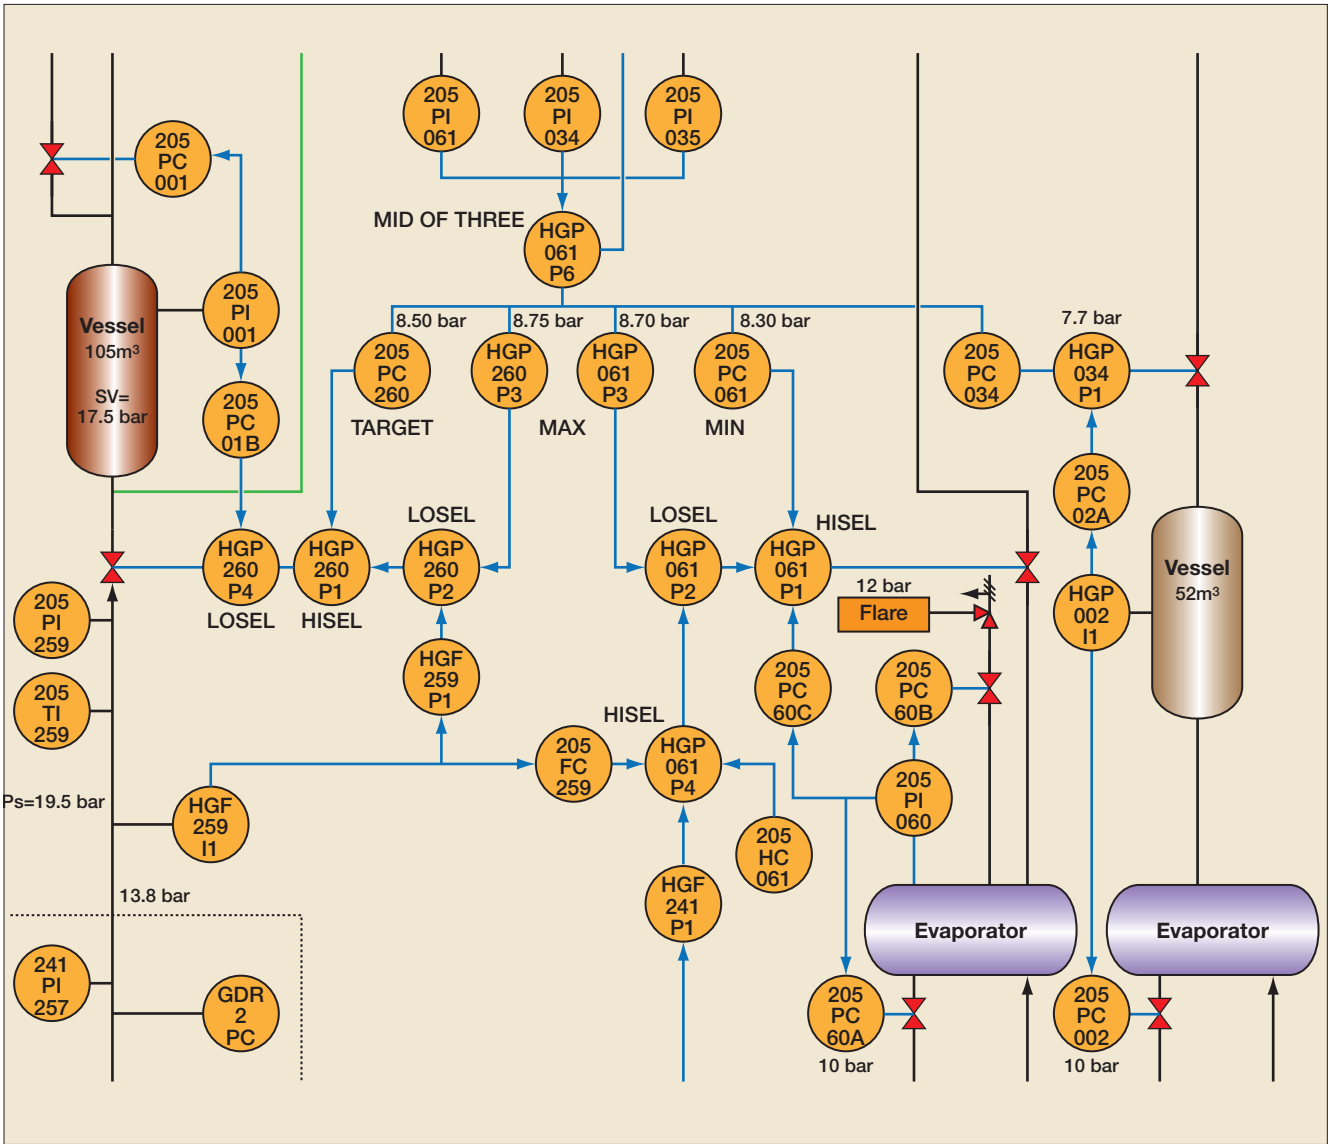 205
PI
061
205
PI
034
205
PI
035
205
PC
001
MID OF THREE
HGP
061
P6
205
PI
001
Vessel
105m³
SV=
17.5 bar
8.50 bar
8.75 bar
8.70 bar
8.30 bar
7.7 bar
205
PC
260
HGP
260
P3
HGP
061
P3
205
PC
061
205
PC
034
HGP
034
P1
205
PC
01B
TARGET
MAX
MIN
205
PC
02A
LOSEL
LOSEL
HISEL
HGP
260
P4
HGP
260
P1
HGP
260
P2
HGP
061
P2
HGP
061
P1
LOSEL
HISEL
12 bar
Flare
HGP
002
I1
Vessel
52m³
205
PI
259
205
TI
259
HGF
259
P1
205
PC
60C
205
PC
60B
HISEL
205
FC
259
HGP
061
P4
205
PI
060
Ps=19.5 bar
HGF
259
I1
205
HC
061
13.8 bar
HGF
241
P1
Evaporator
Evaporator
241
PI
257
GDR
2
PC
205
PC
60A
10 bar
205
PC
002
10 bar